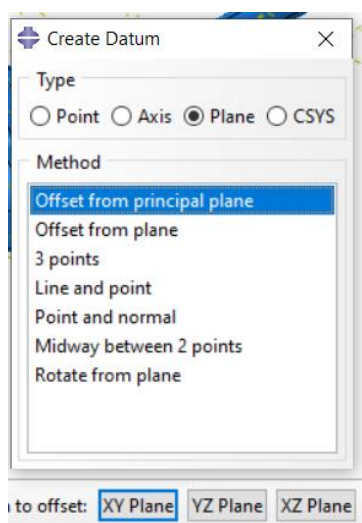 Create Datum
Type
Point Axis Plane CSYS
Method
Offset from principal plane
Offset from plane
3 points
Line and point
Point and normal
Midway between 2 points
Rotate from plane
to offset: XY Plane YZ Plane XZ Plane